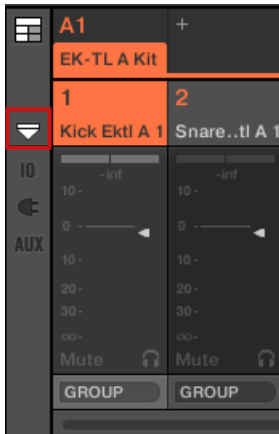 A1 +
EK-TL A Kit
1 2
Kick Ektl A 1 Snare..tl A 1
IO
AUX
-inf -inf
10- 10-
0- 0-
10- 10-
20- 20-
30- 30-
∞- ∞-
Mute Mute
GROUP GROUP